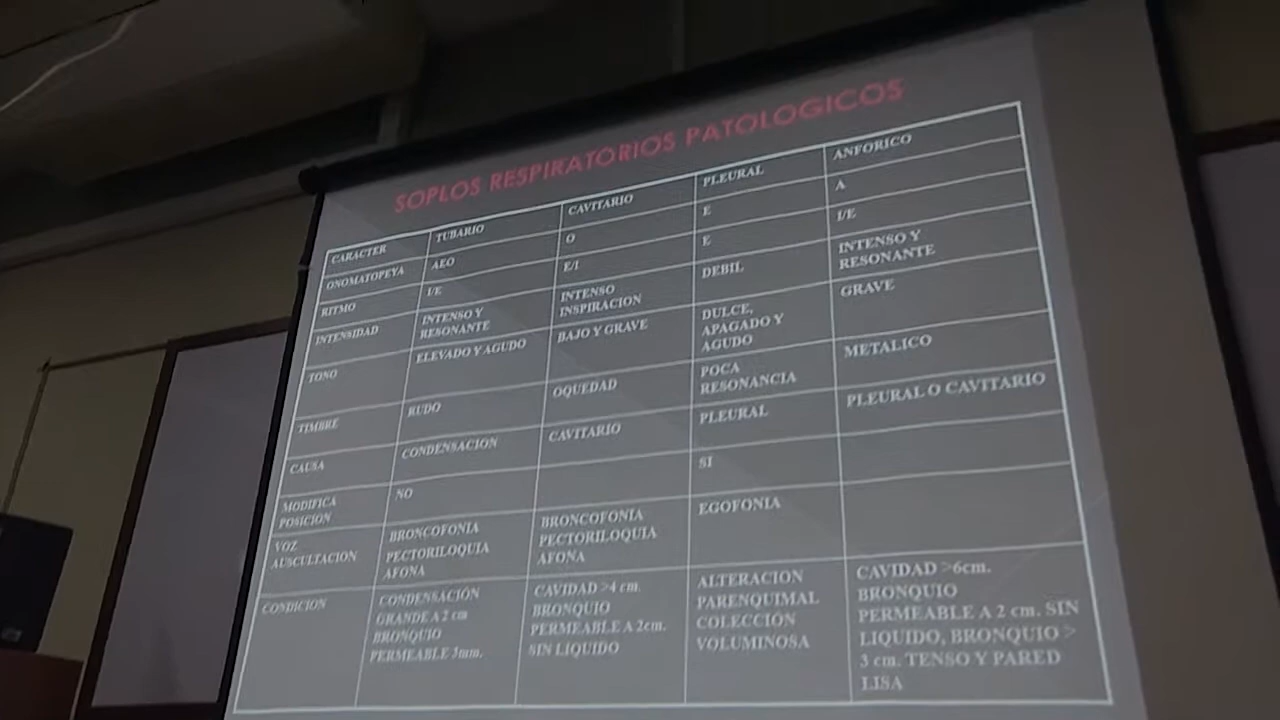 SOPLOS RESPIRATORIOS PATOLOGICOS
CARACTER TUBARIO CAVITARIO PLEURAL ANFORICO
ONOMATOPEYA AEO O E A
RITMO I/E E/I E I/E
INTENSIDAD INTENSO Y RESONANTE INTENSO INSPIRACION DEBIL INTENSO Y RESONANTE
TONO ELEVADO Y AGUDO BAJO Y GRAVE DULCE, APAGADO Y AGUDO GRAVE
TIMBRE RUDO OQUEDAD POCA RESONANCIA METALICO
CAUSA CONDENSACION CAVITARIO PLEURAL PLEURAL O CAVITARIO
MODIFICA POSICION NO SI
VOZ AUSCULTACION BRONCOFONIA PECTORILOQUIA AFONA BRONCOFONIA PECTORILOQUIA AFONA EGOFONIA
CONDICION CONDENSACIÓN GRANDE A 2 cm BRONQUIO PERMEABLE 3mm. CAVIDAD >4 cm. BRONQUIO PERMEABLE A 2cm. SIN LIQUIDO ALTERACION PARENQUIMAL COLECCIÓN VOLUMINOSA CAVIDAD >6cm. BRONQUIO PERMEABLE A 2 cm. SIN LIQUIDO, BRONQUIO > 3 cm. TENSO Y PARED LISA